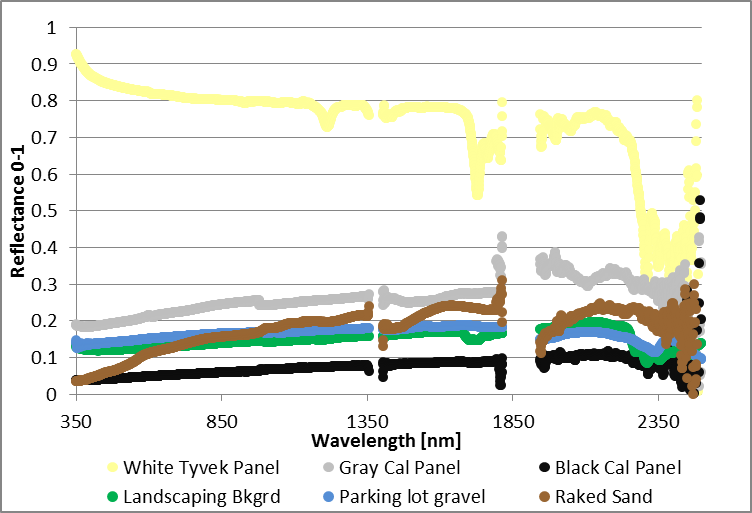 1
0.9
0.8
0.7
0.6
0.5
0.4
0.3
0.2
0.1
0
Reflectance 0-1
350 850 1350 1850 2350
Wavelength [nm]
White Tyvek Panel Gray Cal Panel Black Cal Panel
Landscaping Bkgrd Parking lot gravel Raked Sand